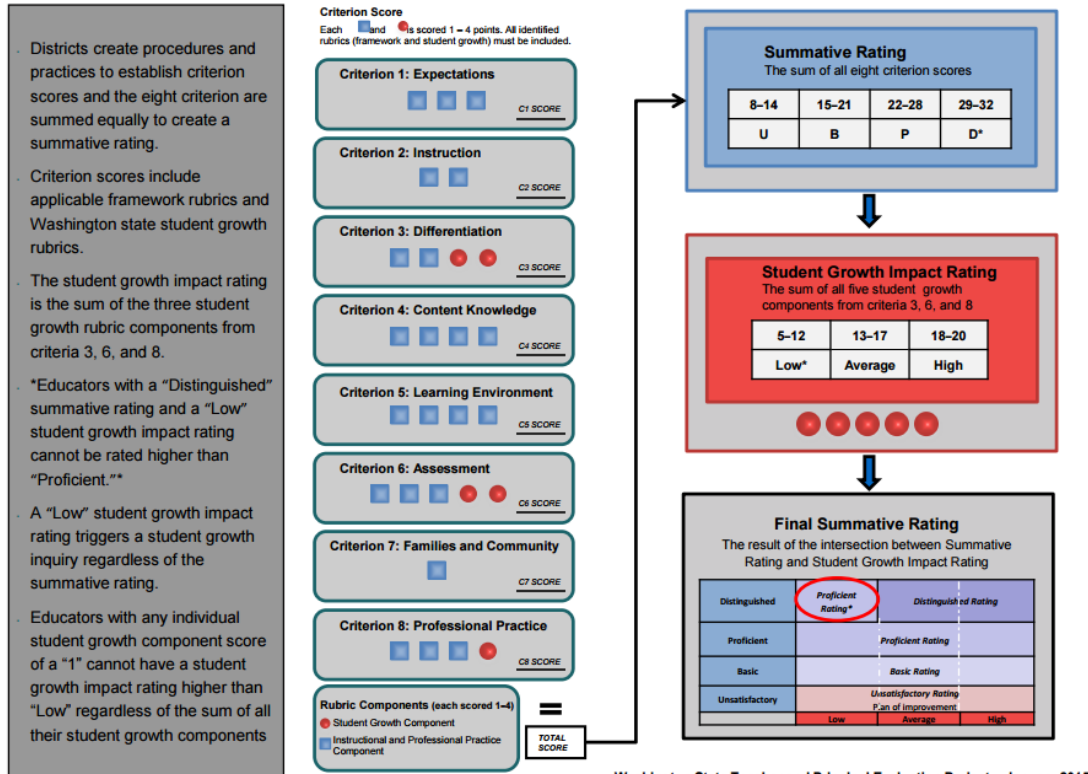 Districts create procedures and
practices to establish criterion
scores and the eight criterion are
summed equally to create a
summative rating.
Criterion scores include
applicable framework rubrics and
Washington state student growth
rubrics.
The student growth impact rating
is the sum of the three student
growth rubric components from
criteria 3, 6, and 8.
*Educators with a “Distinguished”
summative rating and a “Low”
student growth impact rating
cannot be rated higher than
“Proficient.”*
A “Low” student growth impact
rating triggers a student growth
inquiry regardless of the
summative rating.
Educators with any individual
student growth component score
of a “1” cannot have a student
growth impact rating higher than
“Low” regardless of the sum of all
their student growth components
Criterion Score
Each and is scored 1 – 4 points. All identified
rubrics (framework and student growth) must be included.
Criterion 1: Expectations
C1 SCORE
Criterion 2: Instruction
C2 SCORE
Criterion 3: Differentiation
C3 SCORE
Criterion 4: Content Knowledge
C4 SCORE
Criterion 5: Learning Environment
C5 SCORE
Criterion 6: Assessment
C6 SCORE
Criterion 7: Families and Community
C7 SCORE
Criterion 8: Professional Practice
C8 SCORE
Rubric Components (each scored 1–4)
Student Growth Component
Instructional and Professional Practice
Component
=
TOTAL
SCORE
Summative Rating
The sum of all eight criterion scores
8–14 15–21 22–28 29–32
U B P D*
Student Growth Impact Rating
The sum of all five student growth
components from criteria 3, 6, and 8
5–12 13–17 18–20
Low* Average High
Final Summative Rating
The result of the intersection between Summative
Rating and Student Growth Impact Rating
Distinguished Proficient Rating* Distinguished Rating
Proficient Proficient Rating
Basic Basic Rating
Unsatisfactory Unsatisfactory Rating
Plan of Improvement
Low Average High